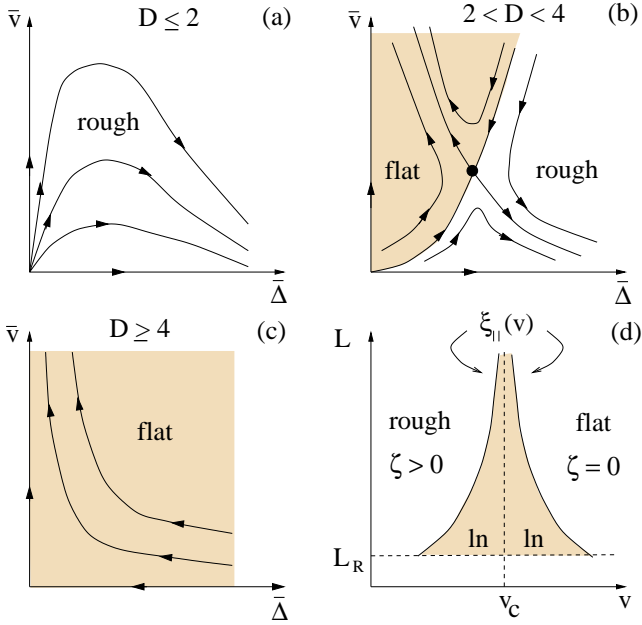 v̄
D ≤ 2
(a)
rough
Δ̄
2 < D < 4
(b)
flat
rough
Δ̄
v̄
D ≥ 4
(c)
flat
Δ̄
L
ξ||(v)
(d)
rough
flat
ζ > 0
ζ = 0
ln
ln
L_R
v_c
v